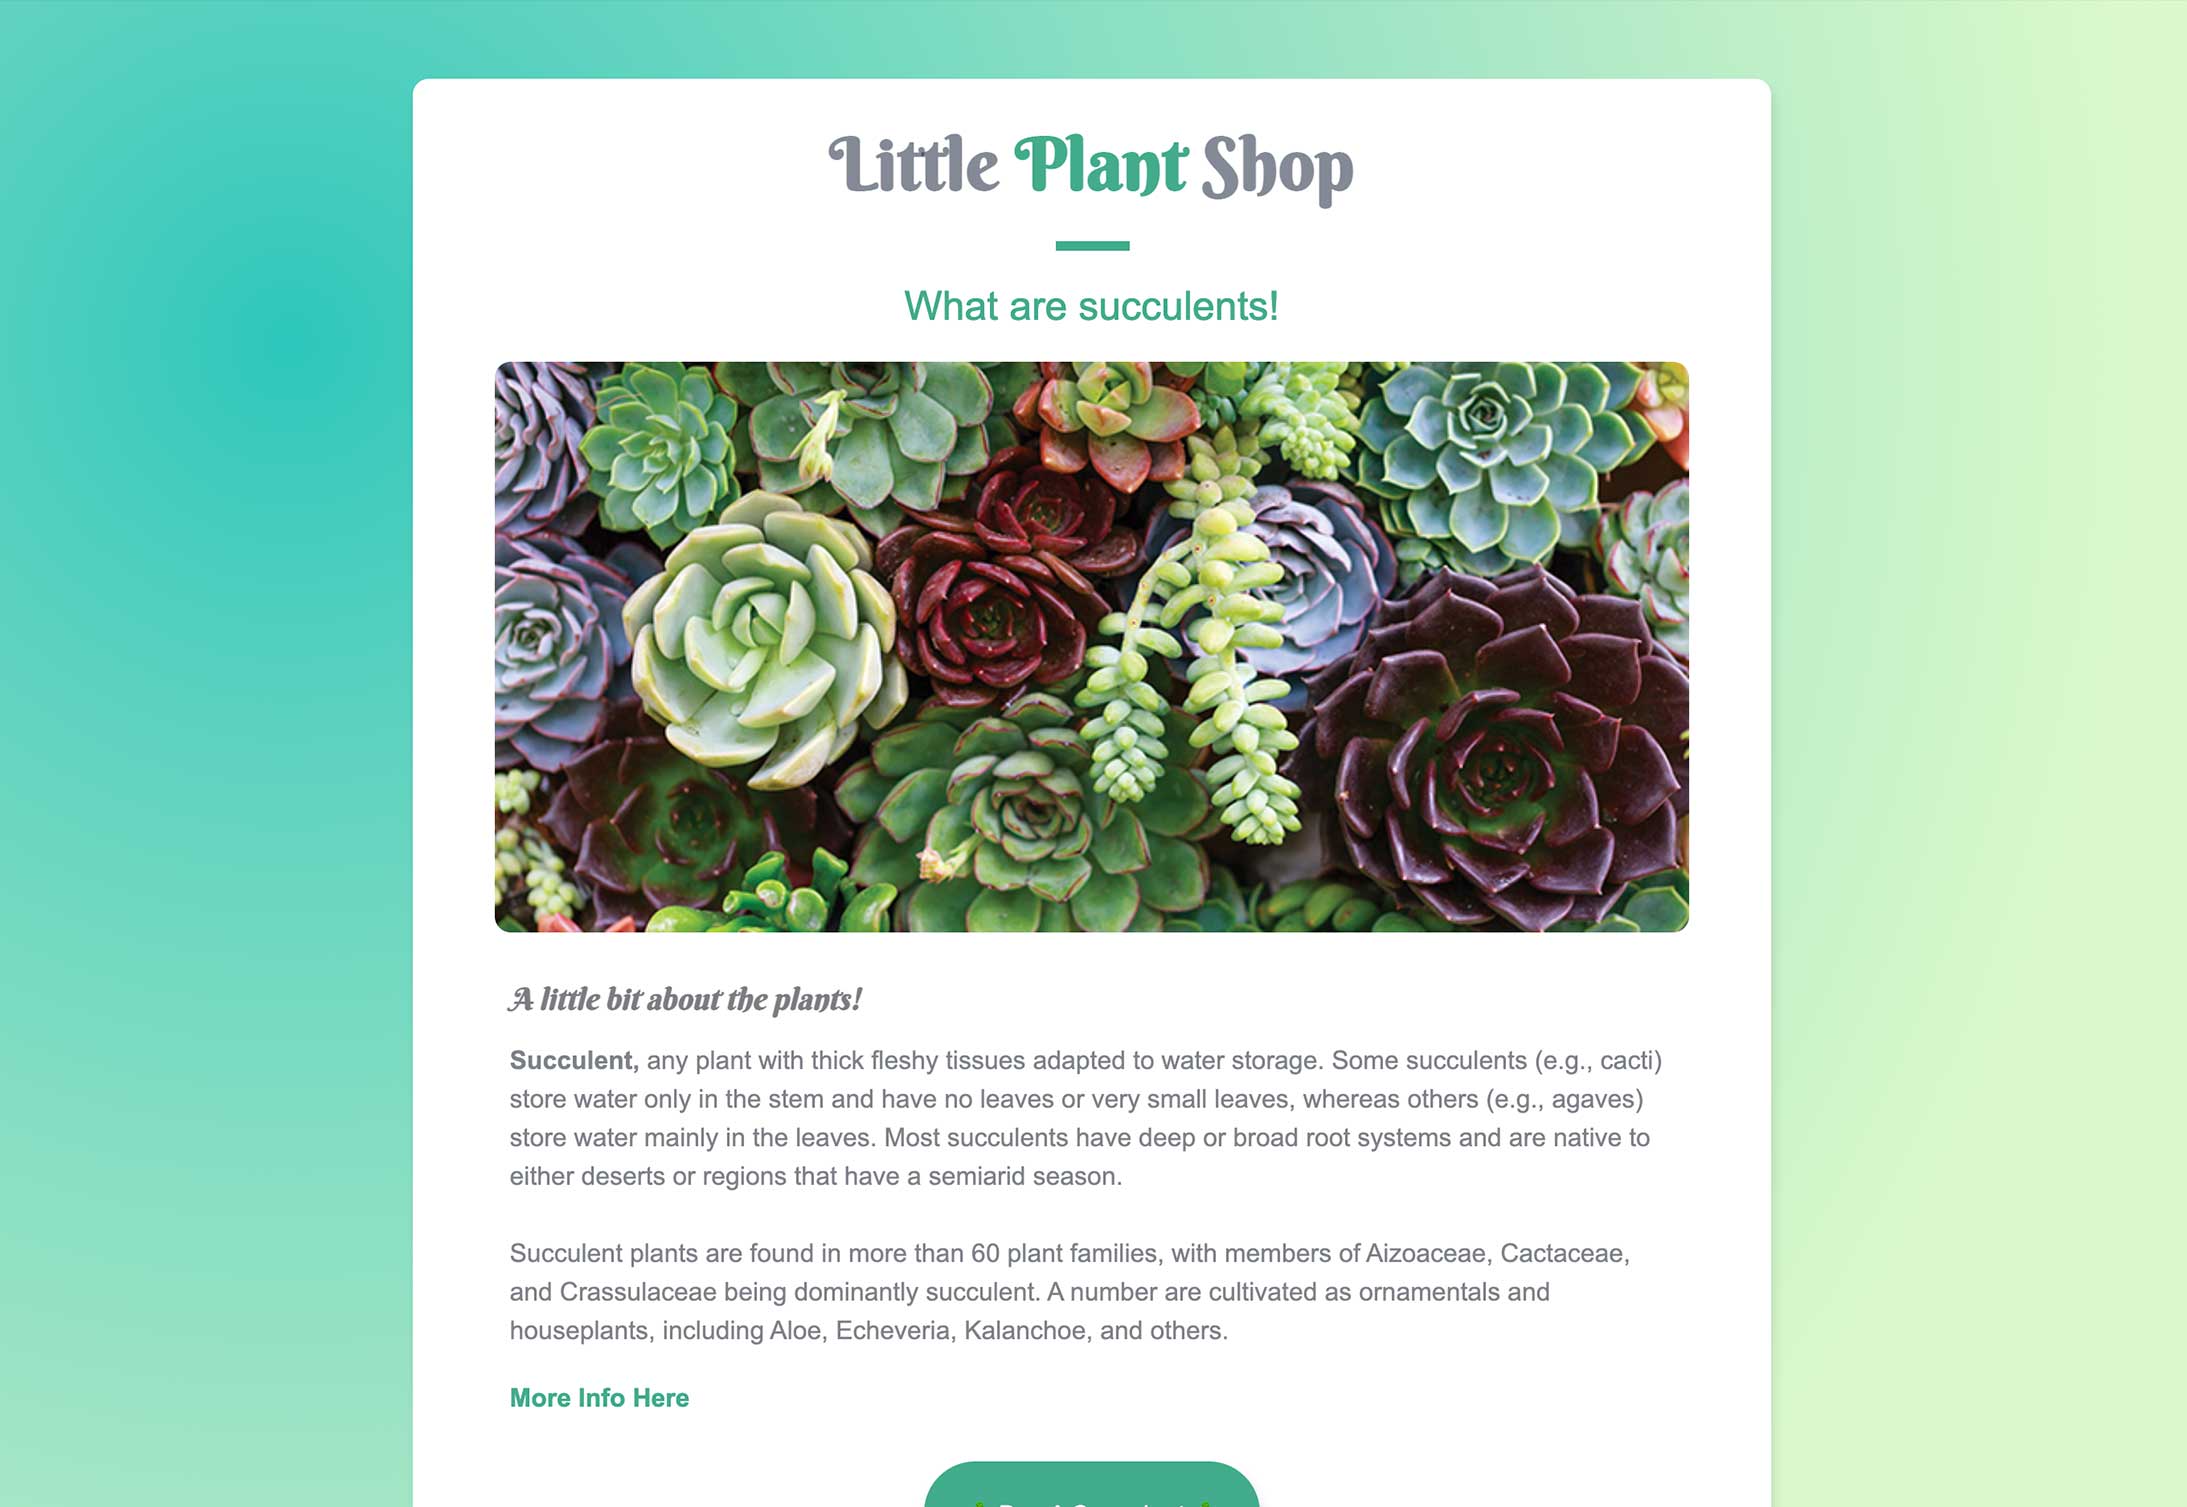 Little Plant Shop
What are succulents!
A little bit about the plants!
Succulent, any plant with thick fleshy tissues adapted to water storage. Some succulents (e.g., cacti)
store water only in the stem and have no leaves or very small leaves, whereas others (e.g., agaves)
store water mainly in the leaves. Most succulents have deep or broad root systems and are native to
either deserts or regions that have a semiarid season.
Succulent plants are found in more than 60 plant families, with members of Aizoaceae, Cactaceae,
and Crassulaceae being dominantly succulent. A number are cultivated as ornamentals and
houseplants, including Aloe, Echeveria, Kalanchoe, and others.
More Info Here